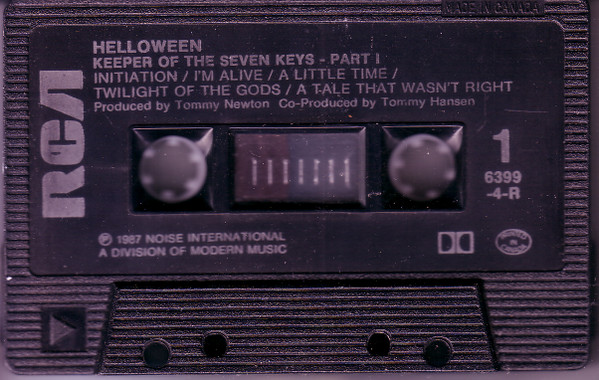 MADE IN CANADA
HELLOWEEN
KEEPER OF THE SEVEN KEYS - PART I
INITIATION / I'M ALIVE / A LITTLE TIME /
TWILIGHT OF THE GODS / A TALE THAT WASN'T RIGHT
Produced by Tommy Newton Co-Produced by Tommy Hansen
RCA
1
6399
-4-R
℗ 1987 NOISE INTERNATIONAL
A DIVISION OF MODERN MUSIC